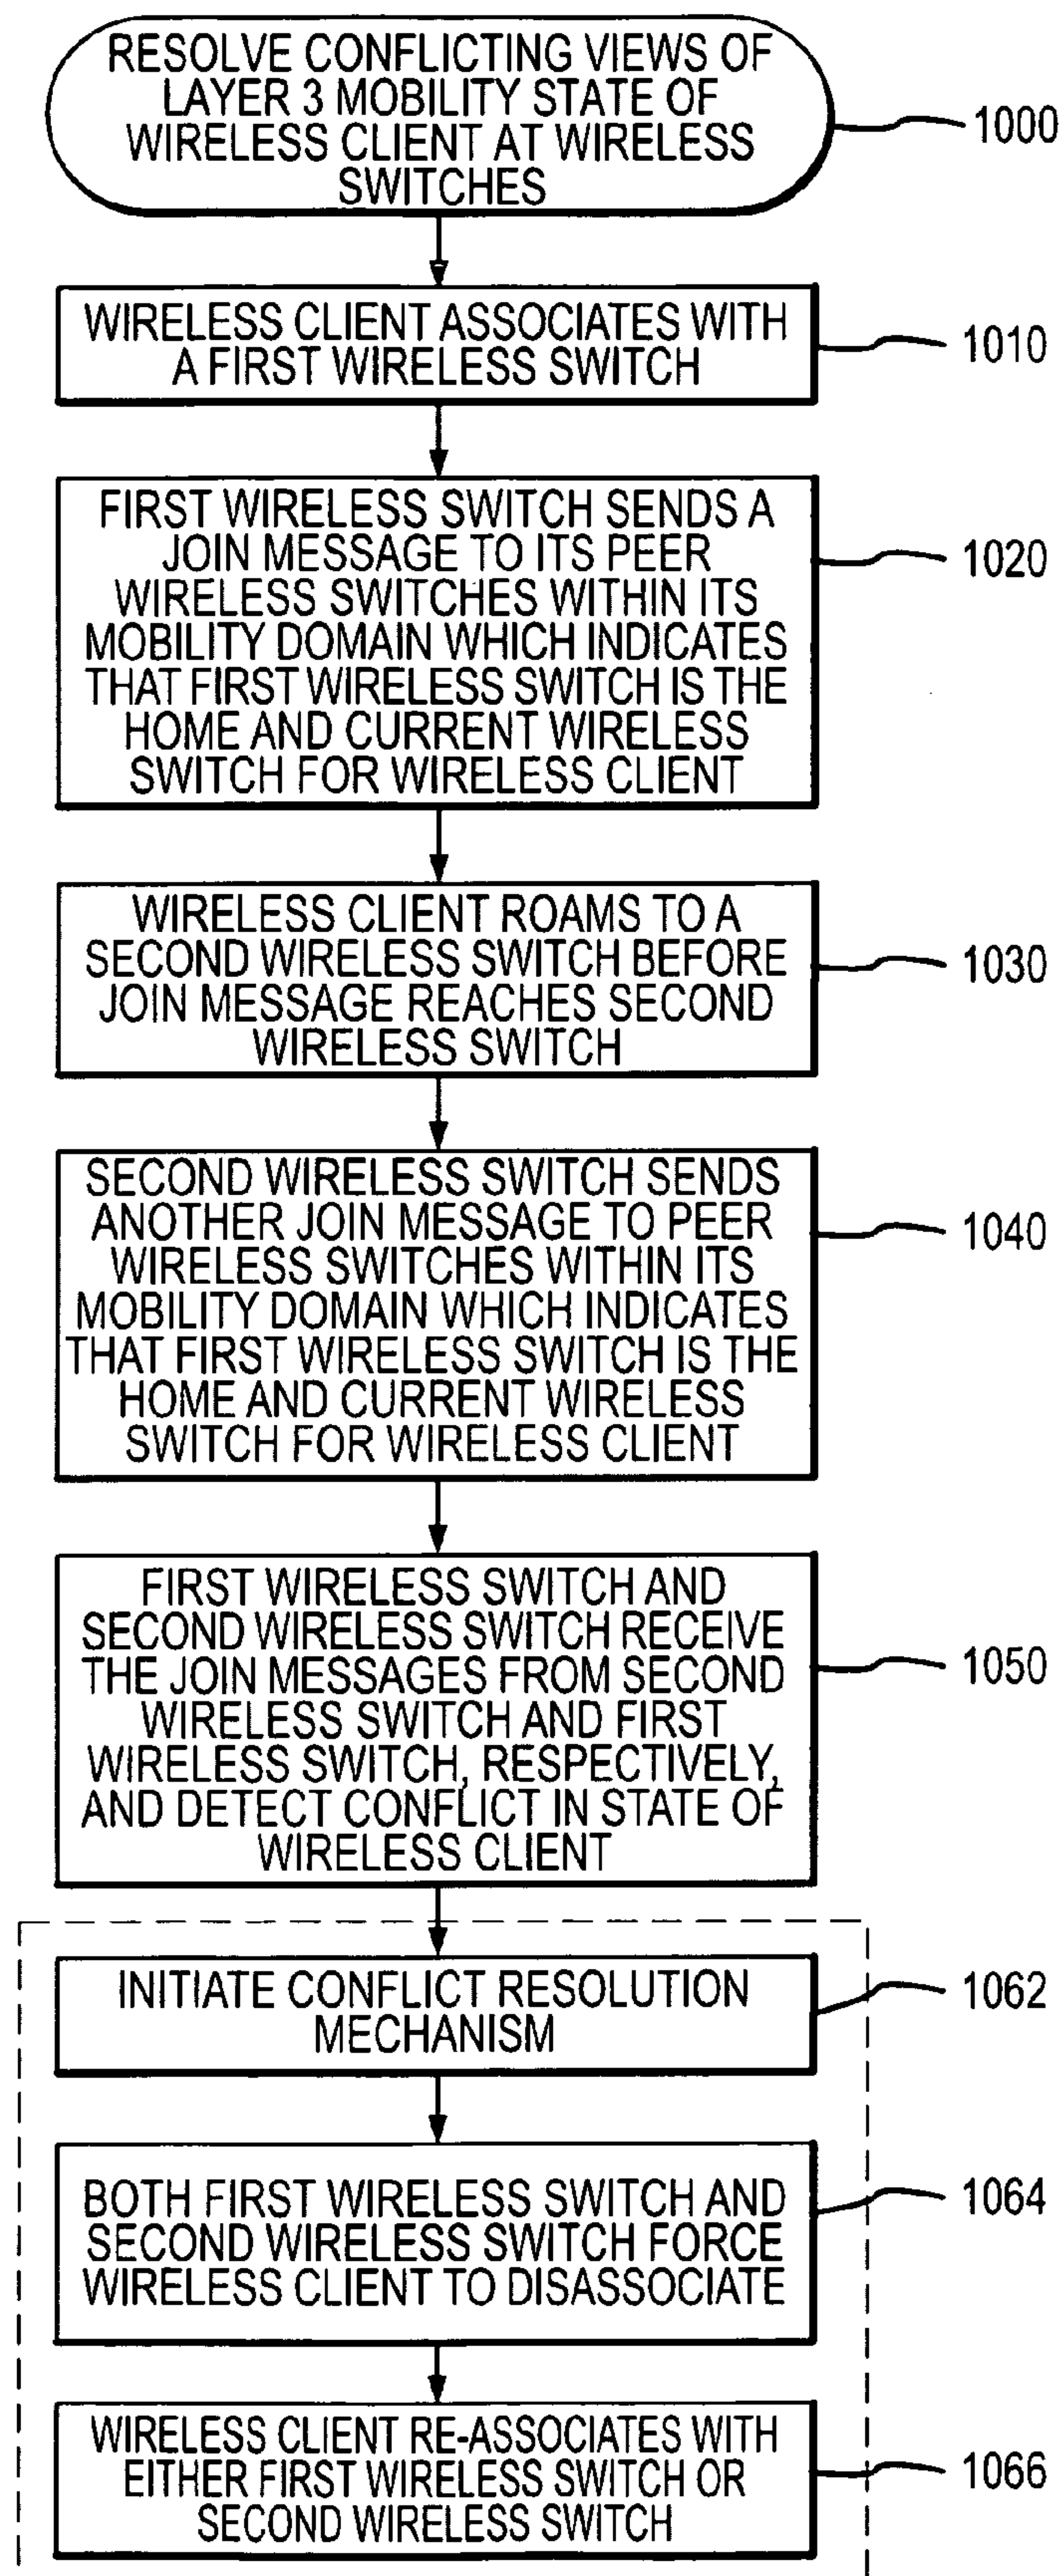 RESOLVE CONFLICTING VIEWS OF
LAYER 3 MOBILITY STATE OF
WIRELESS CLIENT AT WIRELESS
SWITCHES
1000
WIRELESS CLIENT ASSOCIATES WITH
A FIRST WIRELESS SWITCH
1010
FIRST WIRELESS SWITCH SENDS A
JOIN MESSAGE TO ITS PEER
WIRELESS SWITCHES WITHIN ITS
MOBILITY DOMAIN WHICH INDICATES
THAT FIRST WIRELESS SWITCH IS THE
HOME AND CURRENT WIRELESS
SWITCH FOR WIRELESS CLIENT
1020
WIRELESS CLIENT ROAMS TO A
SECOND WIRELESS SWITCH BEFORE
JOIN MESSAGE REACHES SECOND
WIRELESS SWITCH
1030
SECOND WIRELESS SWITCH SENDS
ANOTHER JOIN MESSAGE TO PEER
WIRELESS SWITCHES WITHIN ITS
MOBILITY DOMAIN WHICH INDICATES
THAT FIRST WIRELESS SWITCH IS THE
HOME AND CURRENT WIRELESS
SWITCH FOR WIRELESS CLIENT
1040
FIRST WIRELESS SWITCH AND
SECOND WIRELESS SWITCH RECEIVE
THE JOIN MESSAGES FROM SECOND
WIRELESS SWITCH AND FIRST
WIRELESS SWITCH, RESPECTIVELY,
AND DETECT CONFLICT IN STATE OF
WIRELESS CLIENT
1050
INITIATE CONFLICT RESOLUTION
MECHANISM
1062
BOTH FIRST WIRELESS SWITCH AND
SECOND WIRELESS SWITCH FORCE
WIRELESS CLIENT TO DISASSOCIATE
1064
WIRELESS CLIENT RE-ASSOCIATES WITH
EITHER FIRST WIRELESS SWITCH OR
SECOND WIRELESS SWITCH
1066